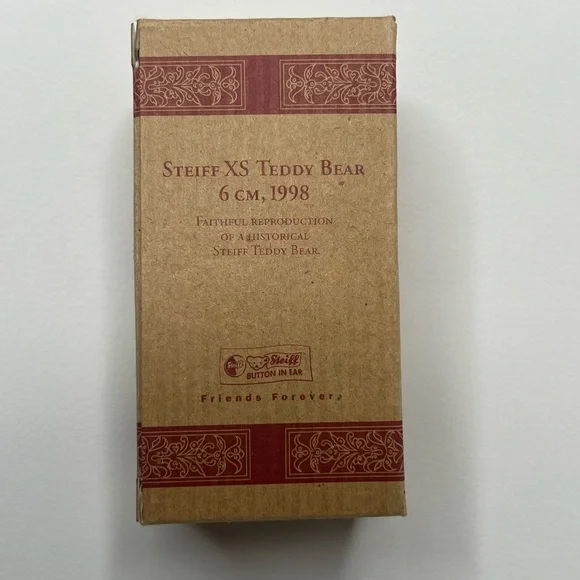 STEIFF XS TEDDY BEAR
6 CM, 1998
FAITHFUL REPRODUCTION
OF A HISTORICAL
STEIFF TEDDY BEAR.
Steiff Steiff
BUTTON IN EAR
Friends Forever